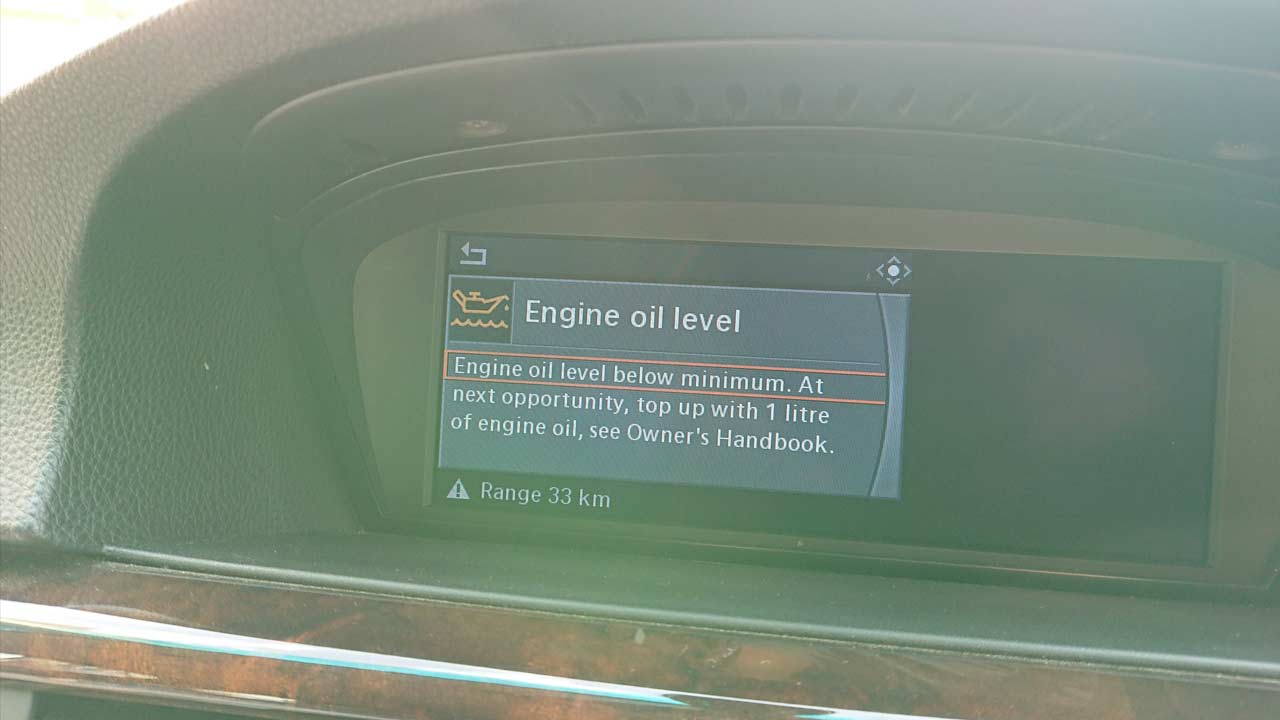 Engine oil level
Engine oil level below minimum. At
next opportunity, top up with 1 litre
of engine oil, see Owner's Handbook.
Range 33 km